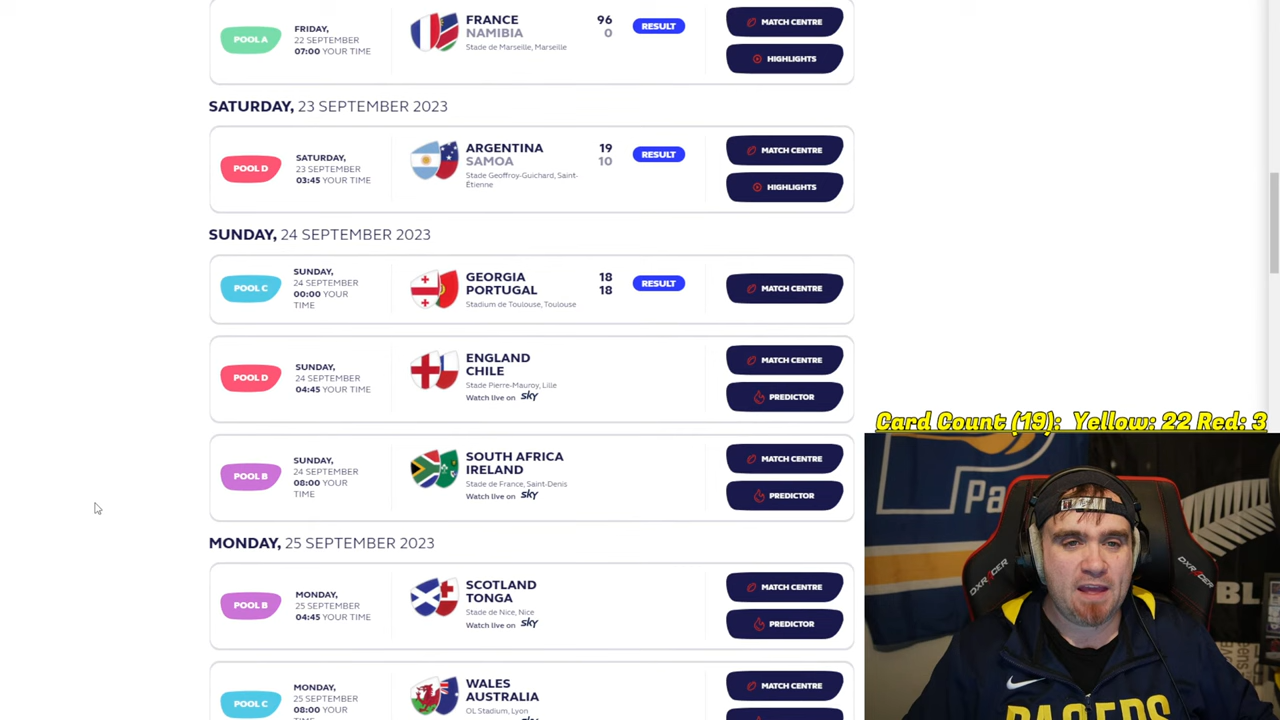 POOL A
FRIDAY,
22 SEPTEMBER
07:00 YOUR TIME
FRANCE 96
NAMIBIA 0
Stade de Marseille, Marseille
RESULT
MATCH CENTRE
HIGHLIGHTS
SATURDAY, 23 SEPTEMBER 2023
POOL D
SATURDAY,
23 SEPTEMBER
03:45 YOUR TIME
ARGENTINA 19
SAMOA 10
Stade Geoffroy-Guichard, Saint-
Étienne
RESULT
MATCH CENTRE
HIGHLIGHTS
SUNDAY, 24 SEPTEMBER 2023
POOL C
SUNDAY,
24 SEPTEMBER
00:00 YOUR
TIME
GEORGIA 18
PORTUGAL 18
Stadium de Toulouse, Toulouse
RESULT
MATCH CENTRE
POOL D
SUNDAY,
24 SEPTEMBER
04:45 YOUR TIME
ENGLAND
CHILE
Stade Pierre-Mauroy, Lille
Watch live on sky
MATCH CENTRE
PREDICTOR
POOL B
SUNDAY,
24 SEPTEMBER
08:00 YOUR
TIME
SOUTH AFRICA
IRELAND
Stade de France, Saint-Denis
Watch live on sky
MATCH CENTRE
PREDICTOR
MONDAY, 25 SEPTEMBER 2023
POOL B
MONDAY,
25 SEPTEMBER
04:45 YOUR TIME
SCOTLAND
TONGA
Stade de Nice, Nice
Watch live on sky
MATCH CENTRE
PREDICTOR
POOL C
MONDAY,
25 SEPTEMBER
08:00 YOUR
WALES
AUSTRALIA
OL Stadium, Lyon
MATCH CENTRE
Card Count (19): Yellow: 22 Red: 3
Pa
DXRACER
DXRACER
BL
PACERS